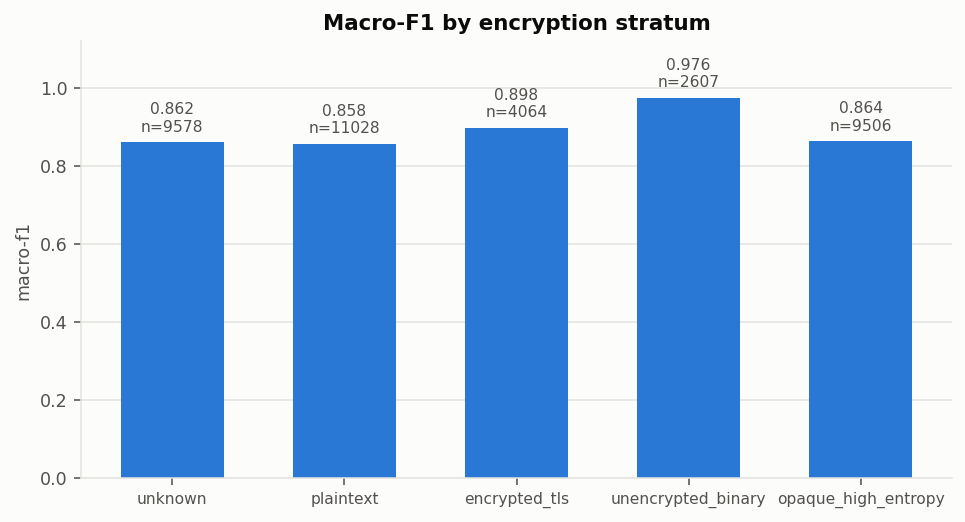 Macro-F1 by encryption stratum
macro-f1
1.0
0.8
0.6
0.4
0.2
0.0
0.862
n=9578
0.858
n=11028
0.898
n=4064
0.976
n=2607
0.864
n=9506
unknown
plaintext
encrypted_tls
unencrypted_binary
opaque_high_entropy